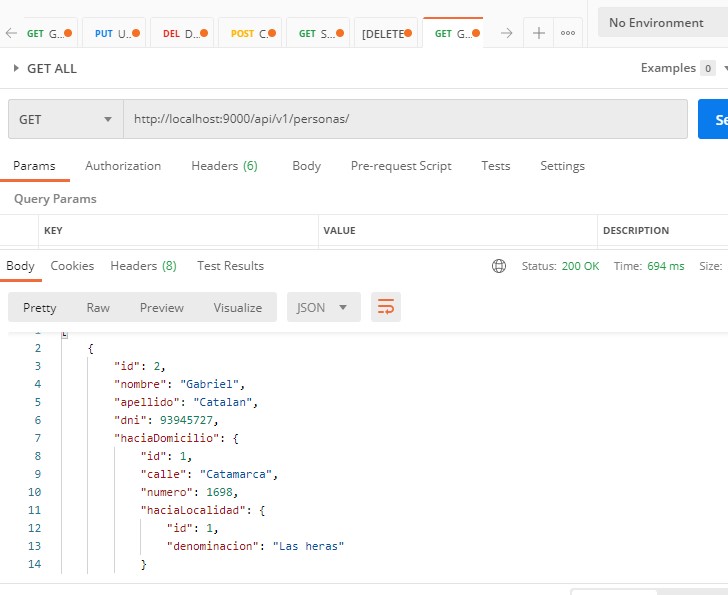 GET G... PUT U... DEL D... POST C... GET S... [DELETE GET G... No Environment
GET ALL Examples 0
GET http://localhost:9000/api/v1/personas/ Se
Params Authorization Headers (6) Body Pre-request Script Tests Settings
Query Params
KEY VALUE DESCRIPTION
Body Cookies Headers (8) Test Results Status: 200 OK Time: 694 ms Size:
Pretty Raw Preview Visualize JSON
1 [
2 {
3 "id": 2,
4 "nombre": "Gabriel",
5 "apellido": "Catalan",
6 "dni": 93945727,
7 "haciaDomicilio": {
8 "id": 1,
9 "calle": "Catamarca",
10 "numero": 1698,
11 "haciaLocalidad": {
12 "id": 1,
13 "denominacion": "Las heras"
14 }